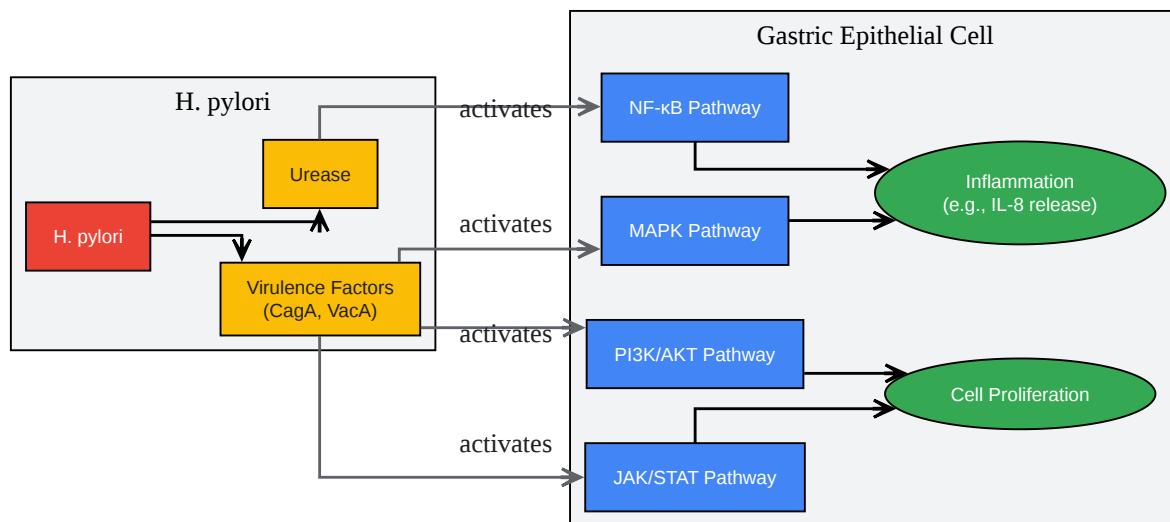 Gastric Epithelial Cell
H. pylori
activates
NF-κB Pathway
Urease
Inflammation
(e.g., IL-8 release)
H. pylori
activates
MAPK Pathway
Virulence Factors
(CagA, VacA)
activates
PI3K/AKT Pathway
Cell Proliferation
activates
JAK/STAT Pathway